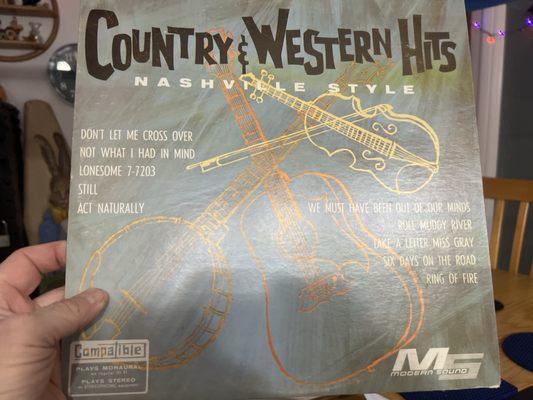 COUNTRY & WESTERN HITS
NASHVILLE STYLE
DON'T LET ME CROSS OVER
NOT WHAT I HAD IN MIND
LONESOME 7-7203
STILL
ACT NATURALLY
WE MUST HAVE BEEN OUT OF OUR MINDS
ROLL MUDDY RIVER
TAKE A LETTER MISS GRAY
SIX DAYS ON THE ROAD
RING OF FIRE
Compatible
PLAYS MONAURAL
PLAYS STEREO
MS
MODERN SOUND